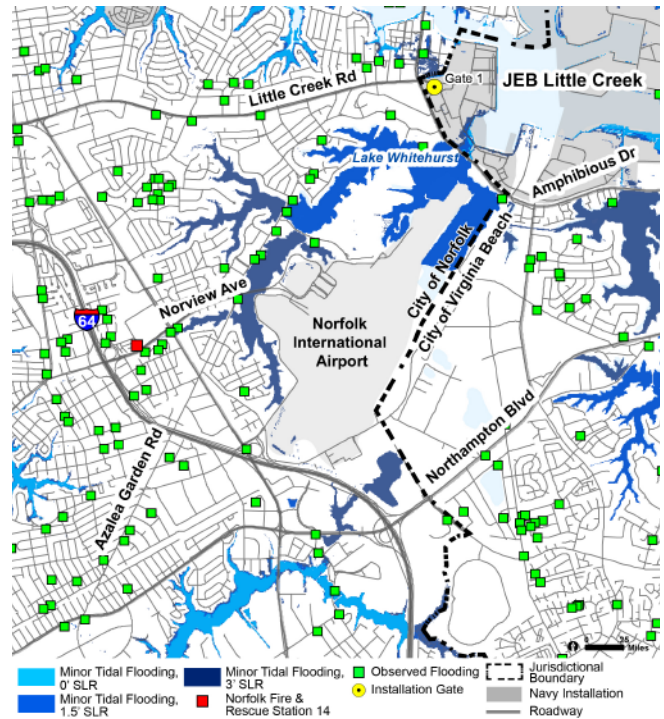 Little Creek Rd
Gate 1
JEB Little Creek
Lake Whitehurst
Amphibious Dr
City of Norfolk
City of Virginia Beach
Norview Ave
64
Norfolk
International
Airport
Northampton Blvd
Azalea Garden Rd
0 .25
Miles
Minor Tidal Flooding,
0' SLR
Minor Tidal Flooding,
1.5' SLR
Minor Tidal Flooding,
3' SLR
Norfolk Fire &
Rescue Station 14
Observed Flooding
Installation Gate
Jurisdictional
Boundary
Navy Installation
Roadway